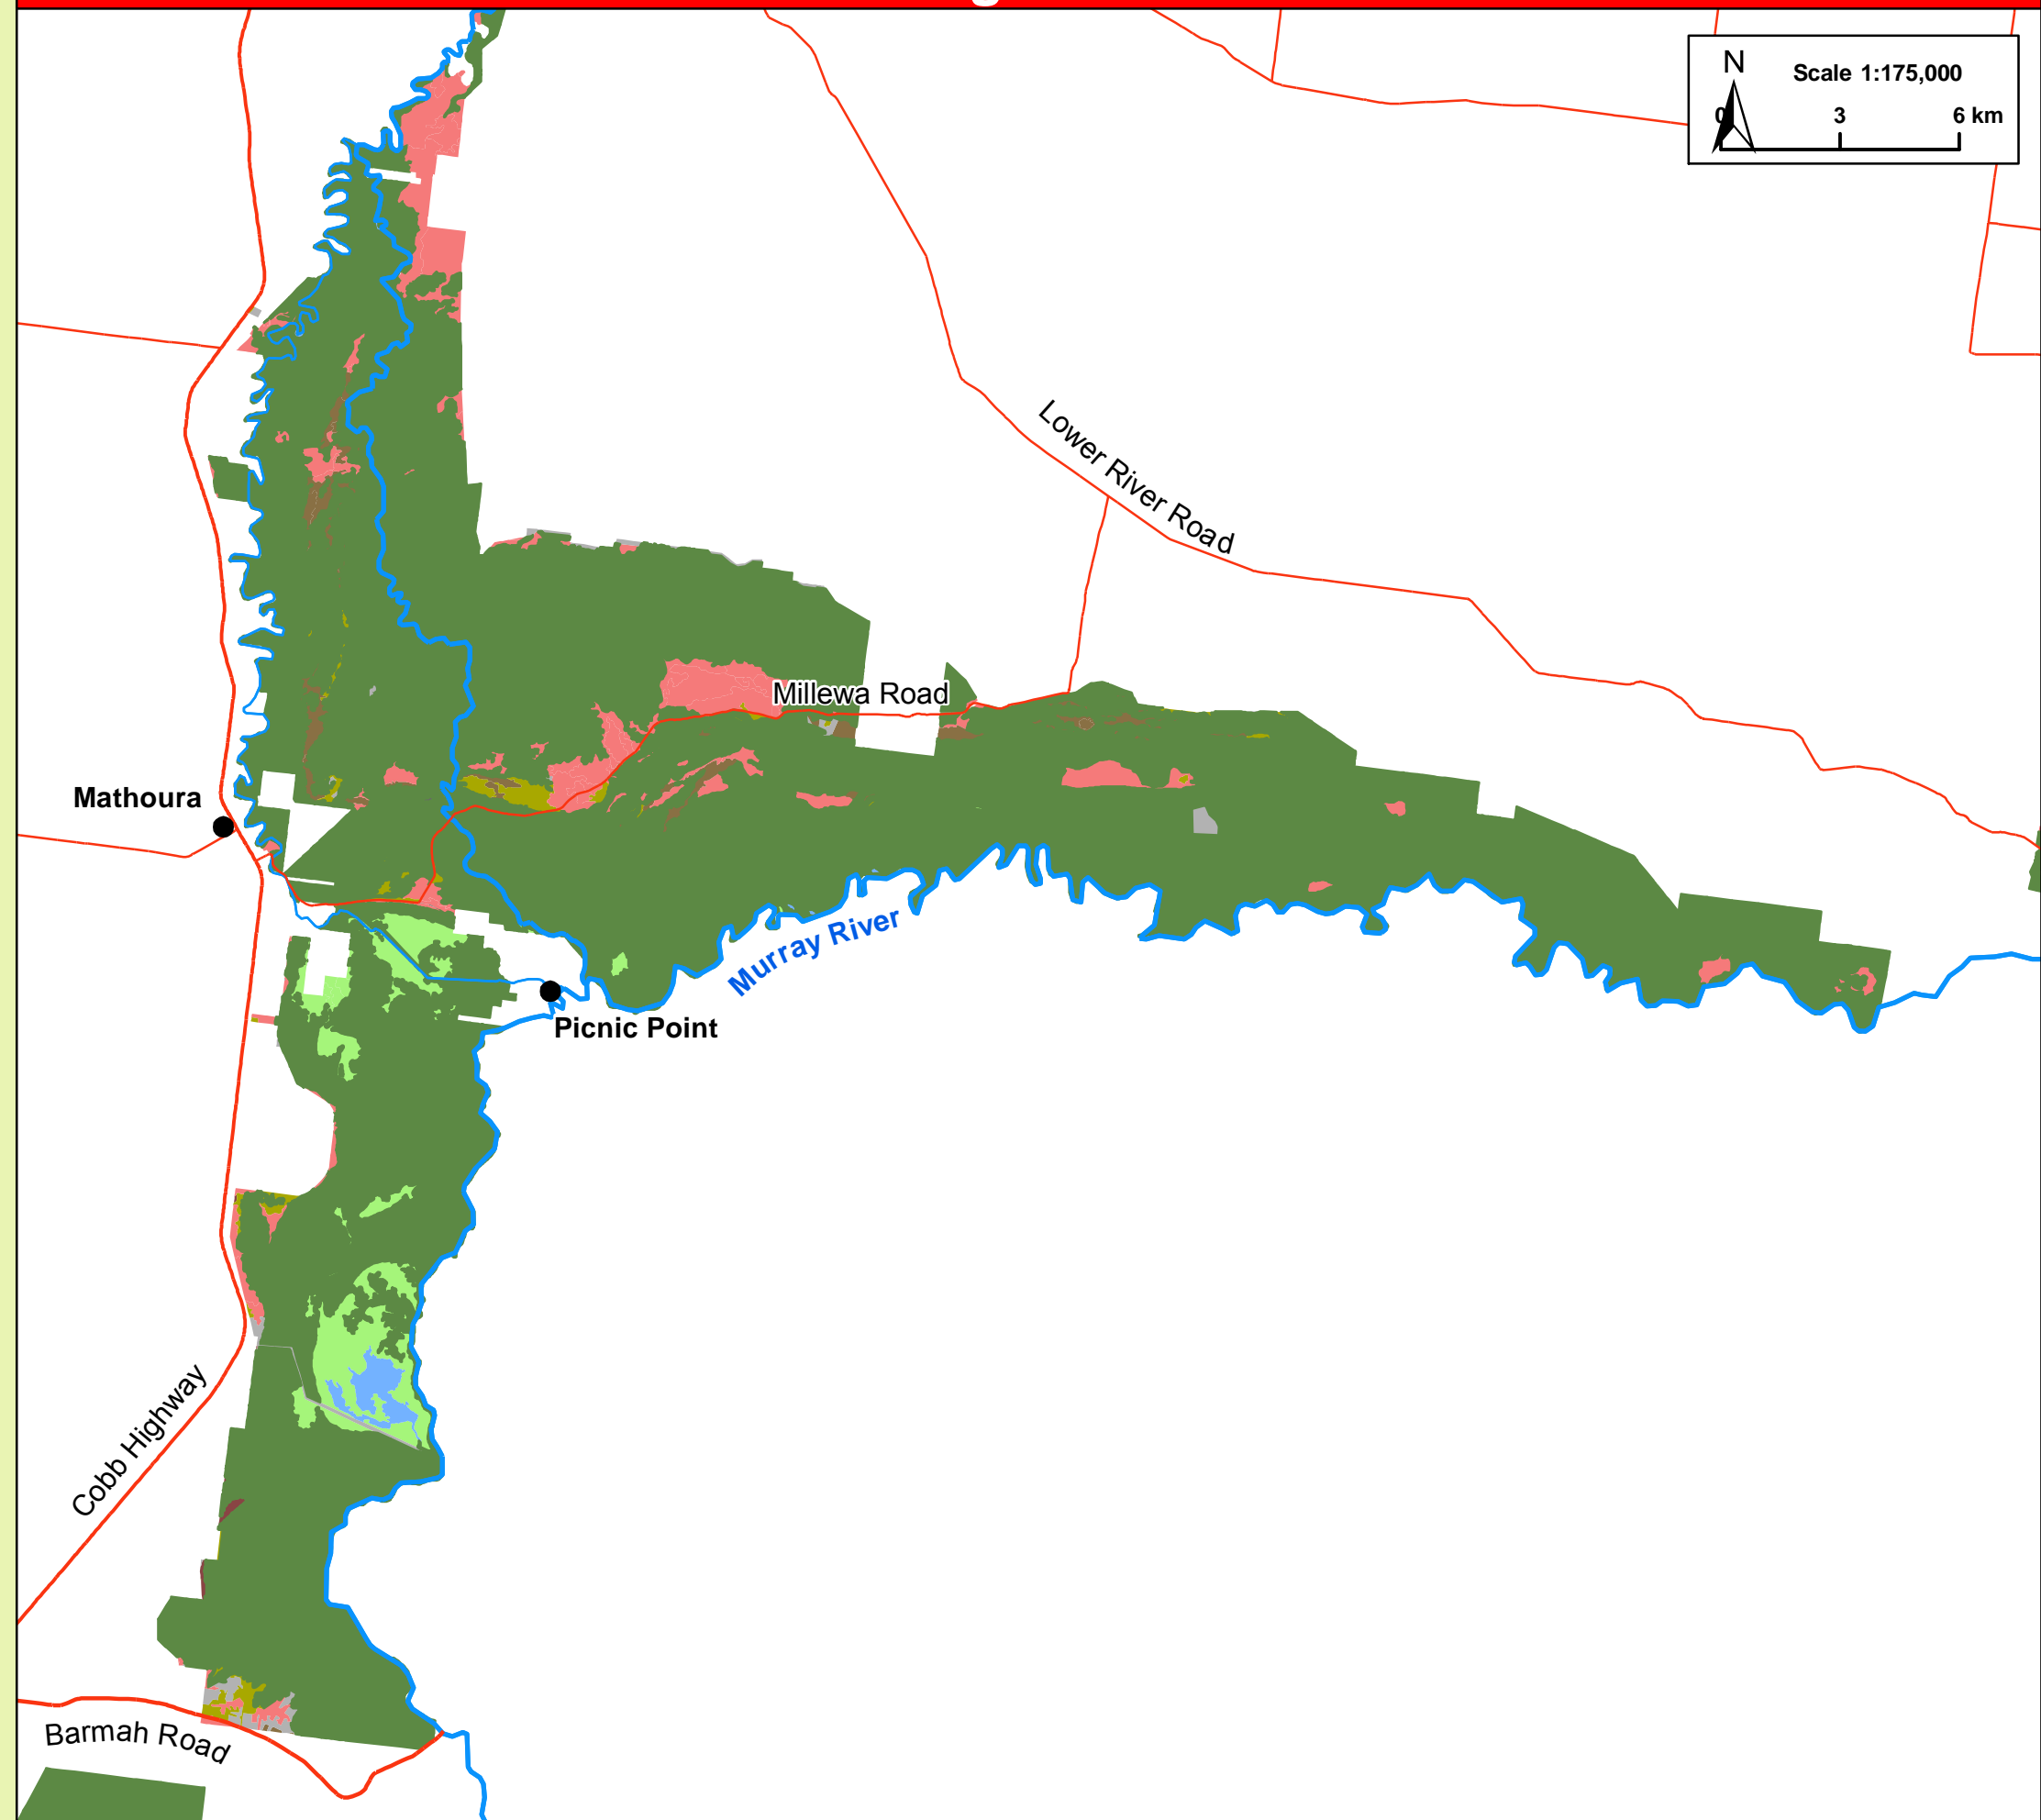 N
Scale 1:175,000
0 3 6 km
Lower River Road
Millewa Road
Mathoura
Murray River
Picnic Point
Cobb Highway
Barmah Road